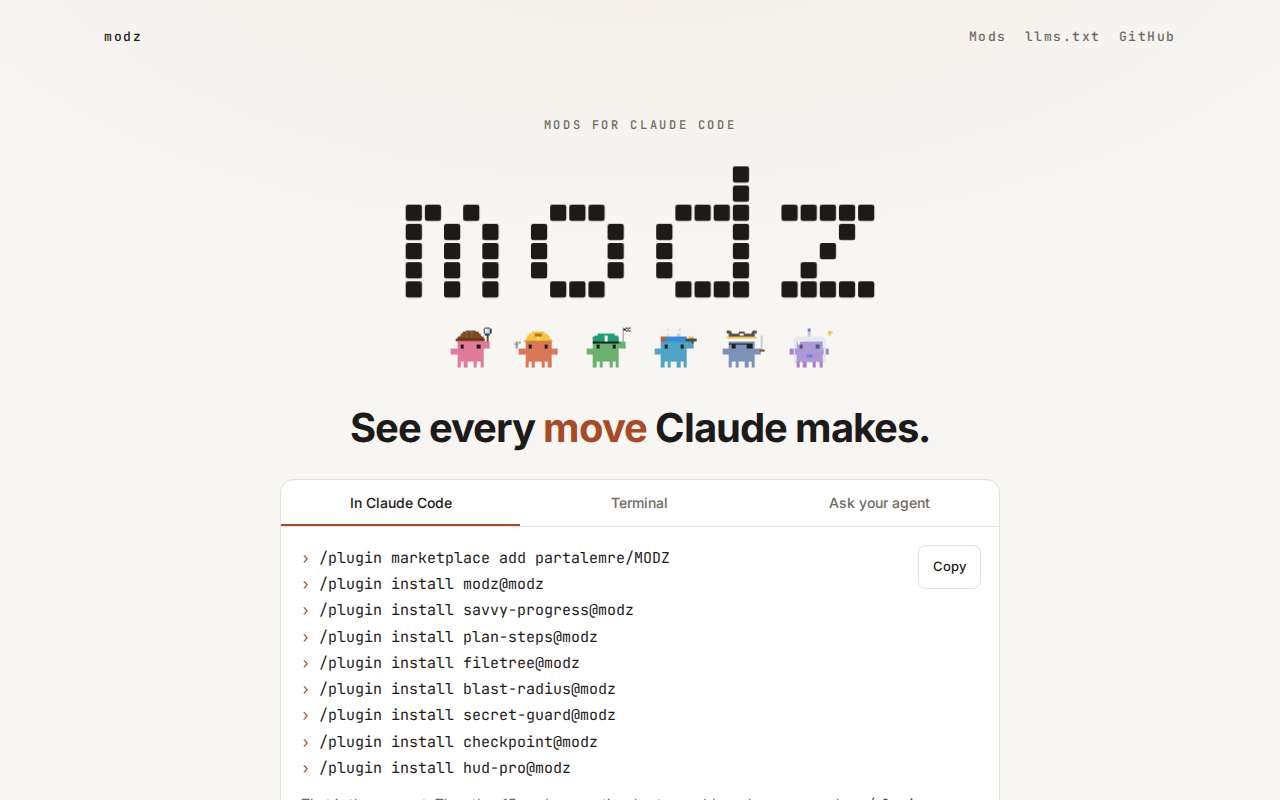 modz
Mods llms.txt GitHub
MODS FOR CLAUDE CODE
modz
See every move Claude makes.
In Claude Code Terminal Ask your agent
Copy
› /plugin marketplace add partalemre/MODZ
› /plugin install modz@modz
› /plugin install savvy-progress@modz
› /plugin install plan-steps@modz
› /plugin install filetree@modz
› /plugin install blast-radius@modz
› /plugin install secret-guard@modz
› /plugin install checkpoint@modz
› /plugin install hud-pro@modz